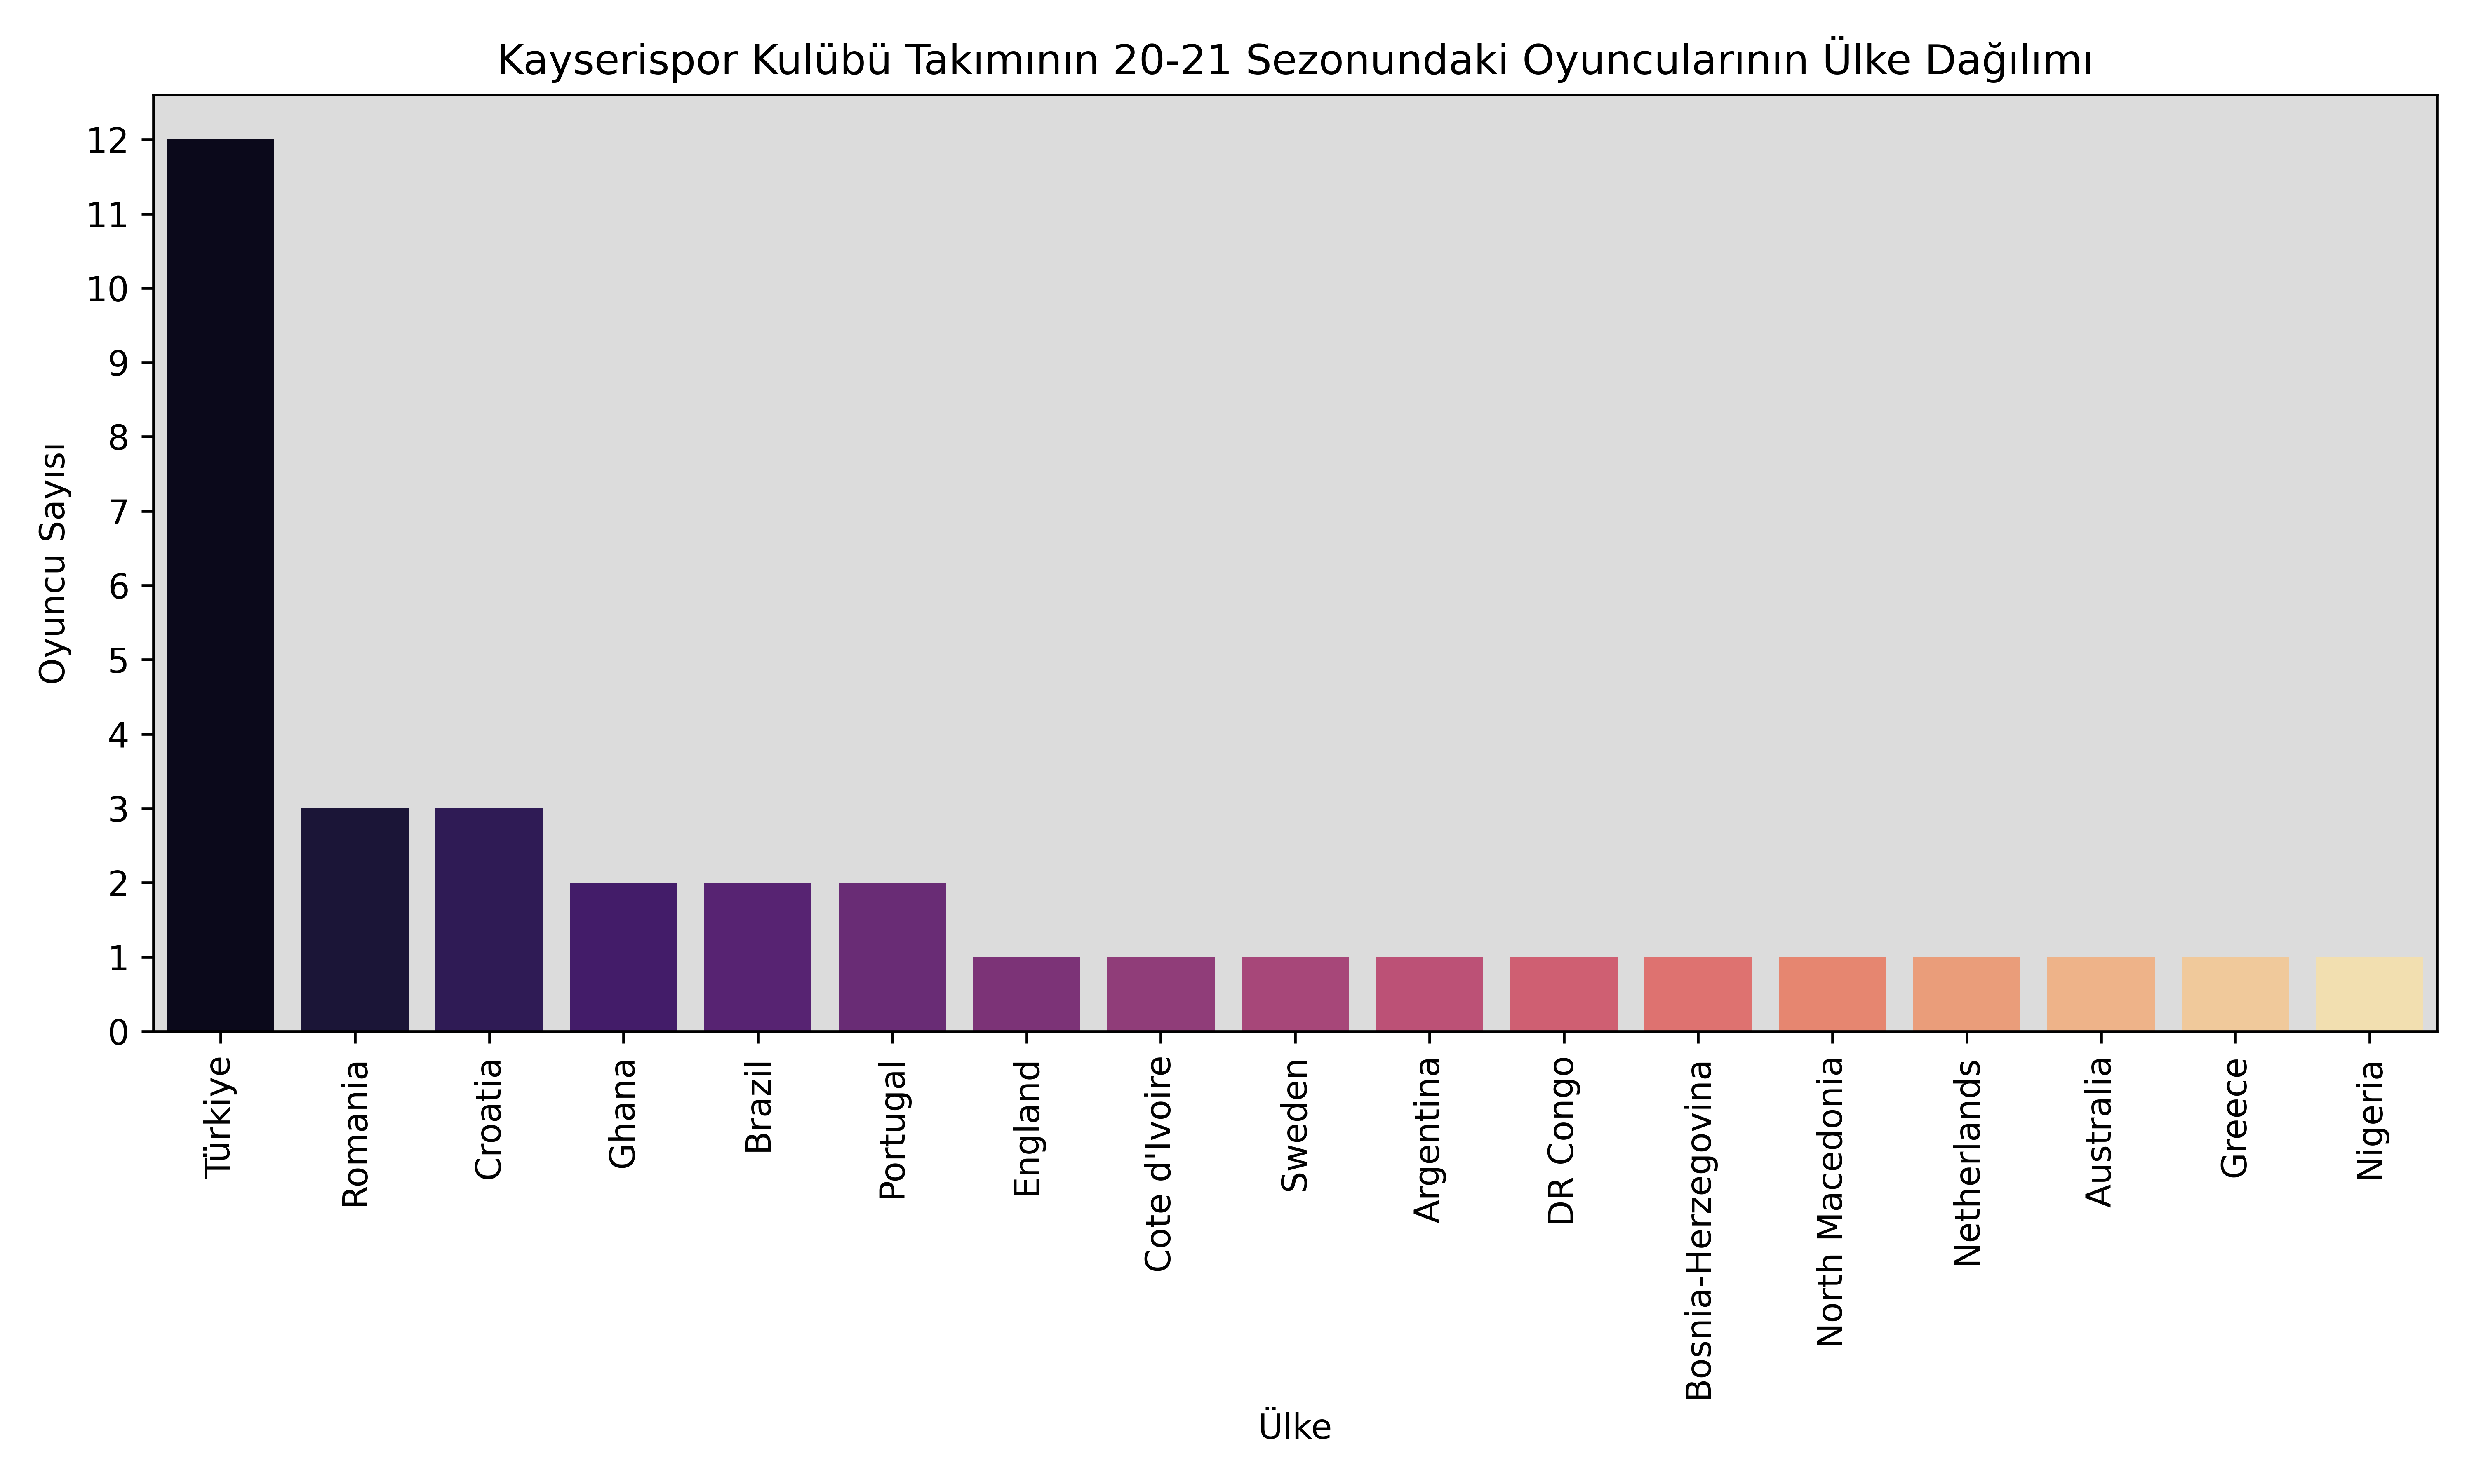 Kayserispor Kulübü Takımının 20-21 Sezonundaki Oyuncularının Ülke Dağılımı
Oyuncu Sayısı
12
11
10
9
8
7
6
5
4
3
2
1
0
Türkiye
Romania
Croatia
Ghana
Brazil
Portugal
England
Cote d'Ivoire
Sweden
Argentina
DR Congo
Bosnia-Herzegovina
North Macedonia
Netherlands
Australia
Greece
Nigeria
Ülke